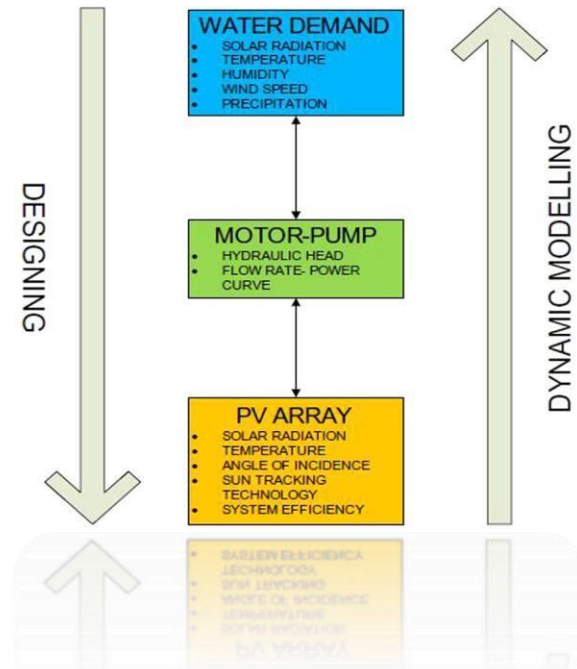 WATER DEMAND
• SOLAR RADIATION
• TEMPERATURE
• HUMIDITY
• WIND SPEED
• PRECIPITATION
DESIGNING
DYNAMIC MODELLING
MOTOR-PUMP
• HYDRAULIC HEAD
• FLOW RATE- POWER
CURVE
PV ARRAY
• SOLAR RADIATION
• TEMPERATURE
• ANGLE OF INCIDENCE
• SUN TRACKING
TECHNOLOGY
• SYSTEM EFFICIENCY